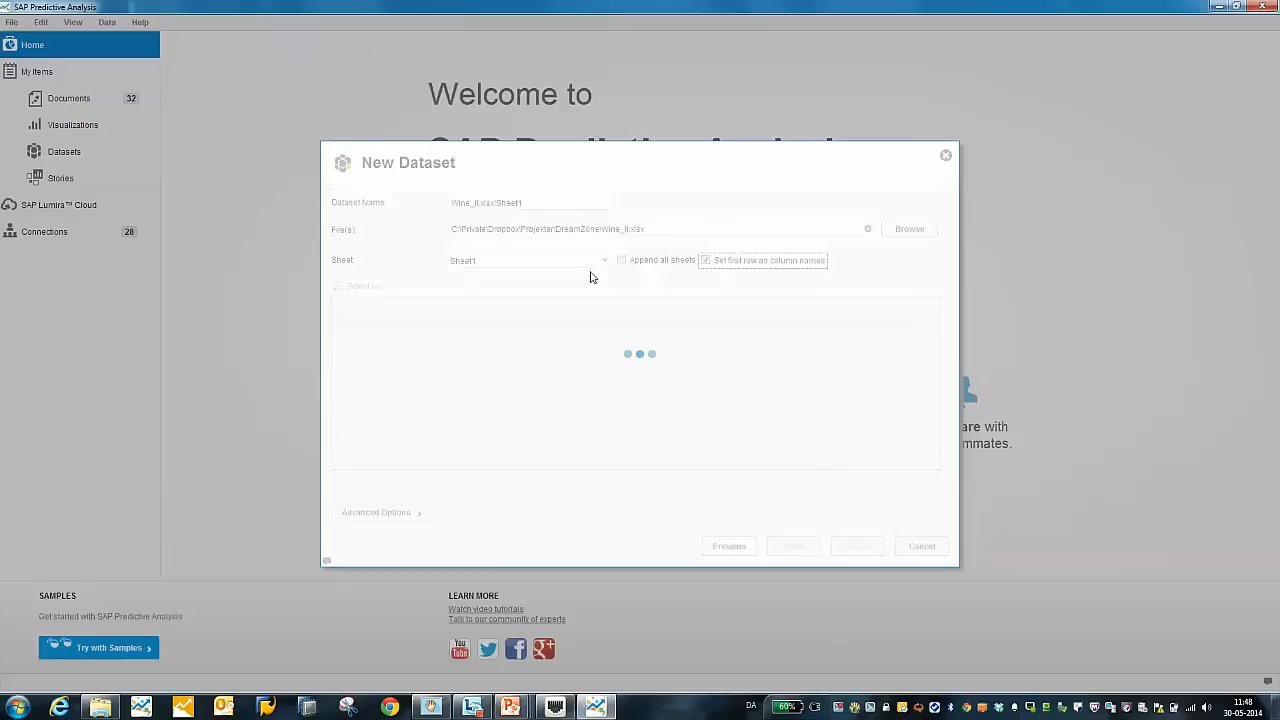 SAP Predictive Analysis
File Edit View Data Help
Home
My Items
Documents 32
Visualizations
Datasets
Stories
SAP Lumira™ Cloud
Connections 28
Welcome to
New Dataset
Dataset Name: Wine_II.xlsx/Sheet1
File(s): C:\Private\Dropbox\Projekter\DreamZone\Wine_II.xlsx Browse
Sheet: Sheet1 Append all sheets Set first row as column names
are with
mmates.
Advanced Options
Previous Cancel
SAMPLES
Get started with SAP Predictive Analysis
Try with Samples
LEARN MORE
Watch video tutorials
Talk to our community of experts
You Tube
DA 60% 11:48
30-05-2014